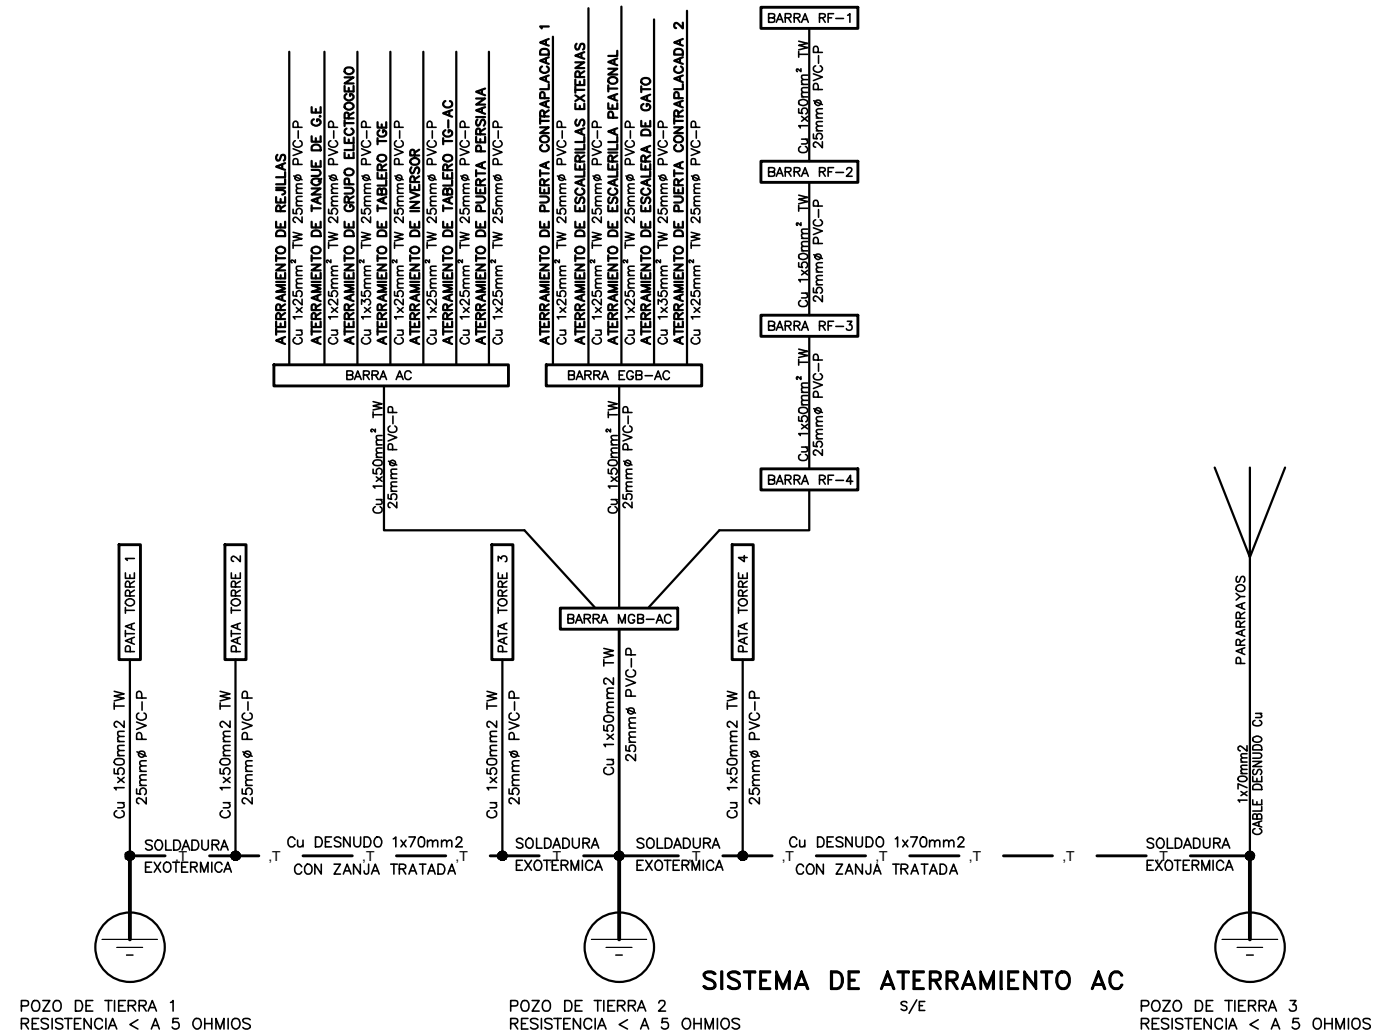 ATERRAMIENTO DE REJILLAS
Cu 1x25mm² TW 25mmø PVC-P
ATERRAMIENTO DE TANQUE DE G.E
Cu 1x25mm² TW 25mmø PVC-P
ATERRAMIENTO DE GRUPO ELECTROGENO
Cu 1x35mm² TW 25mmø PVC-P
ATERRAMIENTO DE TABLERO TGE
Cu 1x25mm² TW 25mmø PVC-P
ATERRAMIENTO DE INVERSOR
Cu 1x25mm² TW 25mmø PVC-P
ATERRAMIENTO DE TABLERO TG-AC
Cu 1x25mm² TW 25mmø PVC-P
ATERRAMIENTO DE PUERTA PERSIANA
Cu 1x25mm² TW 25mmø PVC-P
ATERRAMIENTO DE PUERTA CONTRAPLACADA 1
Cu 1x25mm² TW 25mmø PVC-P
ATERRAMIENTO DE ESCALERILLAS EXTERNAS
Cu 1x25mm² TW 25mmø PVC-P
ATERRAMIENTO DE ESCALERILLA PEATONAL
Cu 1x25mm² TW 25mmø PVC-P
ATERRAMIENTO DE ESCALERA DE GATO
Cu 1x35mm² TW 25mmø PVC-P
ATERRAMIENTO DE PUERTA CONTRAPLACADA 2
Cu 1x25mm² TW 25mmø PVC-P
BARRA RF-1
Cu 1x50mm² TW
25mmø PVC-P
BARRA RF-2
Cu 1x50mm² TW
25mmø PVC-P
BARRA RF-3
Cu 1x50mm² TW
25mmø PVC-P
BARRA RF-4
BARRA AC
BARRA EGB-AC
Cu 1x50mm² TW
25mmø PVC-P
Cu 1x50mm² TW
25mmø PVC-P
PATA TORRE 1
PATA TORRE 2
PATA TORRE 3
BARRA MGB-AC
PATA TORRE 4
PARARRAYOS
Cu 1x50mm2 TW
25mmø PVC-P
Cu 1x50mm2 TW
25mmø PVC-P
Cu 1x50mm2 TW
25mmø PVC-P
Cu 1x50mm2 TW
25mmø PVC-P
Cu 1x50mm2 TW
25mmø PVC-P
1x70mm2
CABLE DESNUDO Cu
SOLDADURA
EXOTERMICA
Cu DESNUDO 1x70mm2
CON ZANJA TRATADA
SOLDADURA
EXOTERMICA
SOLDADURA
EXOTERMICA
Cu DESNUDO 1x70mm2
CON ZANJA TRATADA
SOLDADURA
EXOTERMICA
,T ,T ,T ,T ,T ,T ,T ,T ,T ,T ,T
SISTEMA DE ATERRAMIENTO AC
S/E
POZO DE TIERRA 1
RESISTENCIA < A 5 OHMIOS
POZO DE TIERRA 2
RESISTENCIA < A 5 OHMIOS
POZO DE TIERRA 3
RESISTENCIA < A 5 OHMIOS